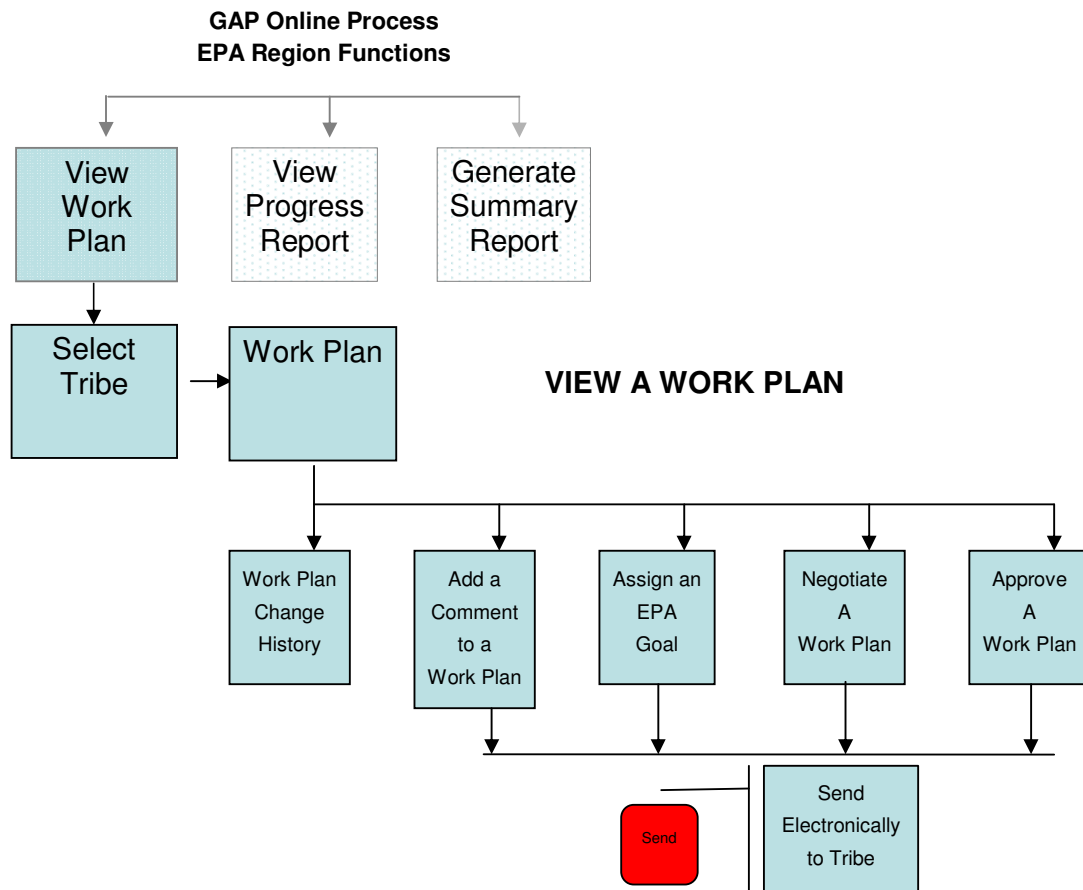 GAP Online Process
EPA Region Functions
View
Work
Plan
View
Progress
Report
Generate
Summary
Report
Select
Tribe
Work Plan
VIEW A WORK PLAN
Work Plan
Change
History
Add a
Comment
to a
Work Plan
Assign an
EPA
Goal
Negotiate
A
Work Plan
Approve
A
Work Plan
Send
Send
Electronically
to Tribe